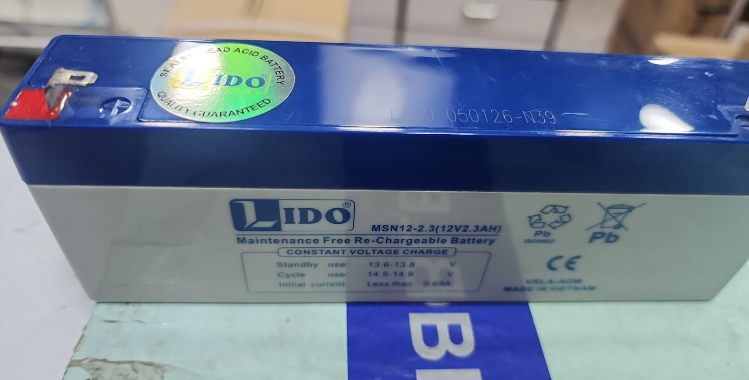 SEALED LEAD ACID BATTERY
LIDO
QUALITY GUARANTEED
050126-N39
LIDO®
MSN12-2.3(12V2.3AH)
Maintenance Free Re-Chargeable Battery
CONSTANT VOLTAGE CHARGE
Standby use: 13.6-13.8 V
Cycle use: 14.5-14.9 V
Initial current: Less than 0.69A
Pb
Pb
CE
VRLA-AGM
MADE IN VIETNAM
B